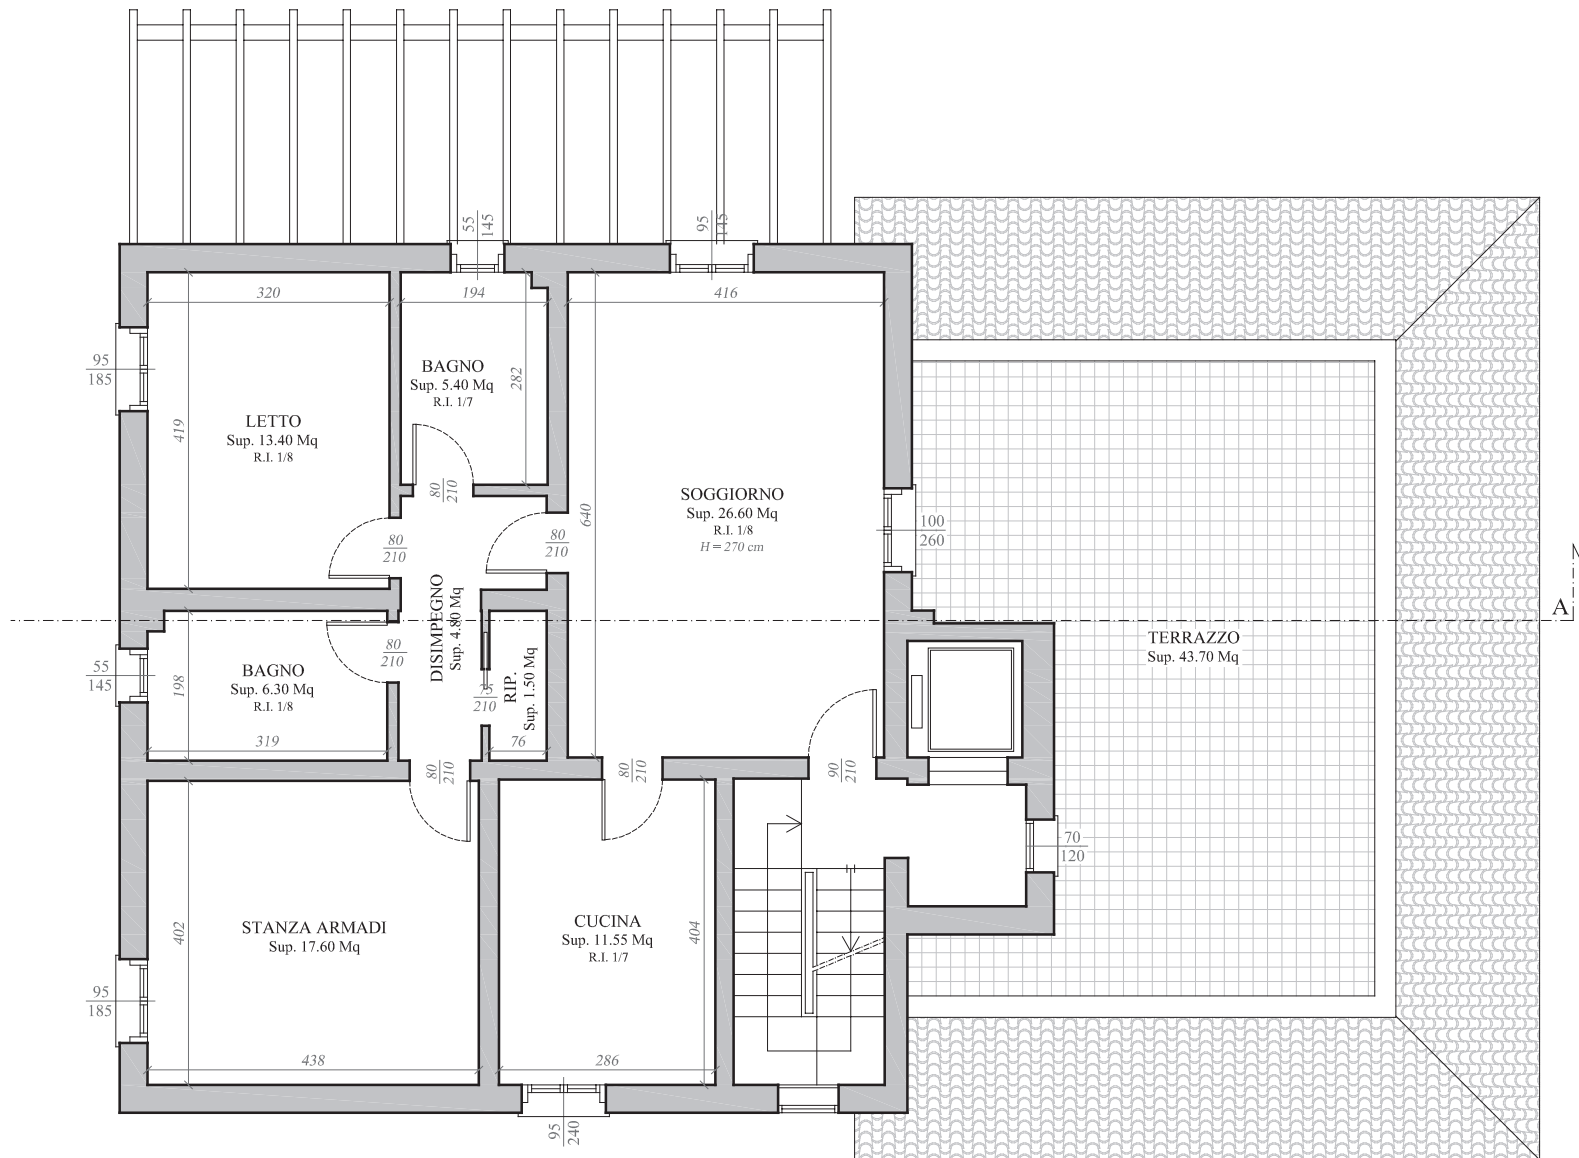 55
145
95
145
320
194
416
95
185
419
LETTO
Sup. 13.40 Mq
R.I. 1/8
BAGNO
Sup. 5.40 Mq
R.I. 1/7
282
80
210
80
210
80
210
640
SOGGIORNO
Sup. 26.60 Mq
R.I. 1/8
H = 270 cm
100
260
A
TERRAZZO
Sup. 43.70 Mq
55
145
198
BAGNO
Sup. 6.30 Mq
R.I. 1/8
319
80
210
DISIMPEGNO
Sup. 4.80 Mq
75
210
RIP.
Sup. 1.50 Mq
76
80
210
80
210
90
210
70
120
402
STANZA ARMADI
Sup. 17.60 Mq
CUCINA
Sup. 11.55 Mq
R.I. 1/7
404
95
185
438
286
95
240